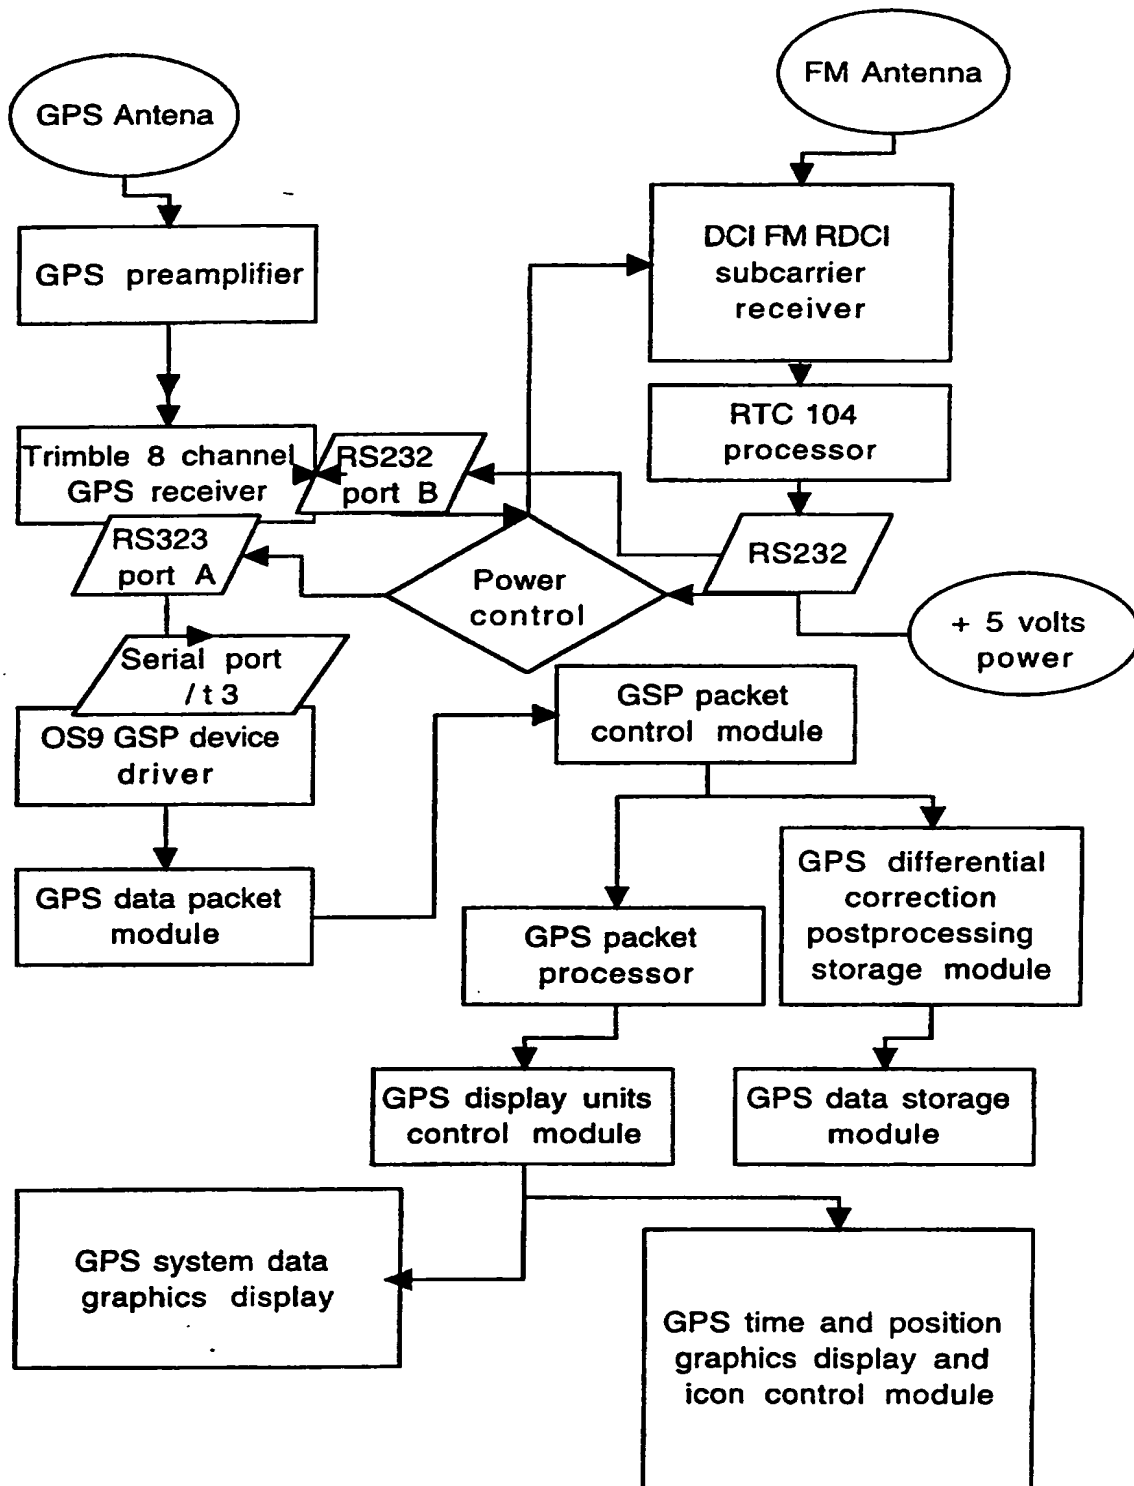 FM Antenna
GPS Antena
DCI FM RDCI
subcarrier
receiver
GPS preamplifier
RTC 104
processor
Trimble 8 channel
GPS receiver
RS232
port B
RS323
port A
RS232
Power
control
+ 5 volts
power
Serial port
/ t 3
OS9 GSP device
driver
GSP packet
control module
GPS data packet
module
GPS differential
correction
postprocessing
storage module
GPS packet
processor
GPS display units
control module
GPS data storage
module
GPS system data
graphics display
GPS time and position
graphics display and
icon control module